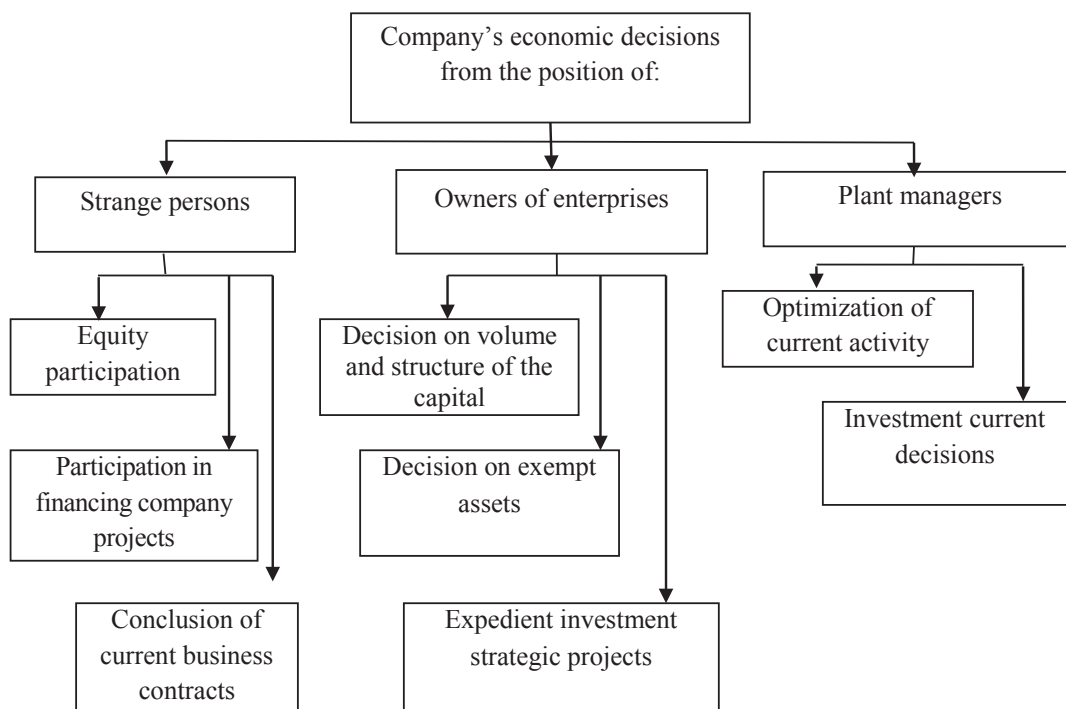 Company’s economic decisions
from the position of:
Strange persons
Owners of enterprises
Plant managers
Equity
participation
Decision on volume
and structure of the
capital
Optimization of
current activity
Participation in
financing company
projects
Decision on exempt
assets
Investment current
decisions
Conclusion of
current business
contracts
Expedient investment
strategic projects